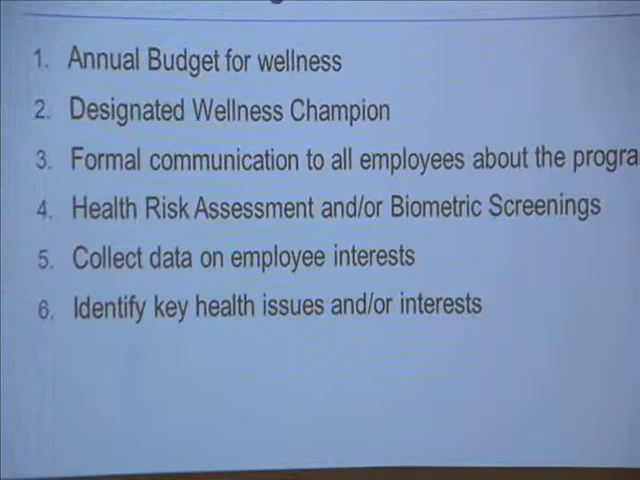 1. Annual Budget for wellness
2. Designated Wellness Champion
3. Formal communication to all employees about the progra
4. Health Risk Assessment and/or Biometric Screenings
5. Collect data on employee interests
6. Identify key health issues and/or interests